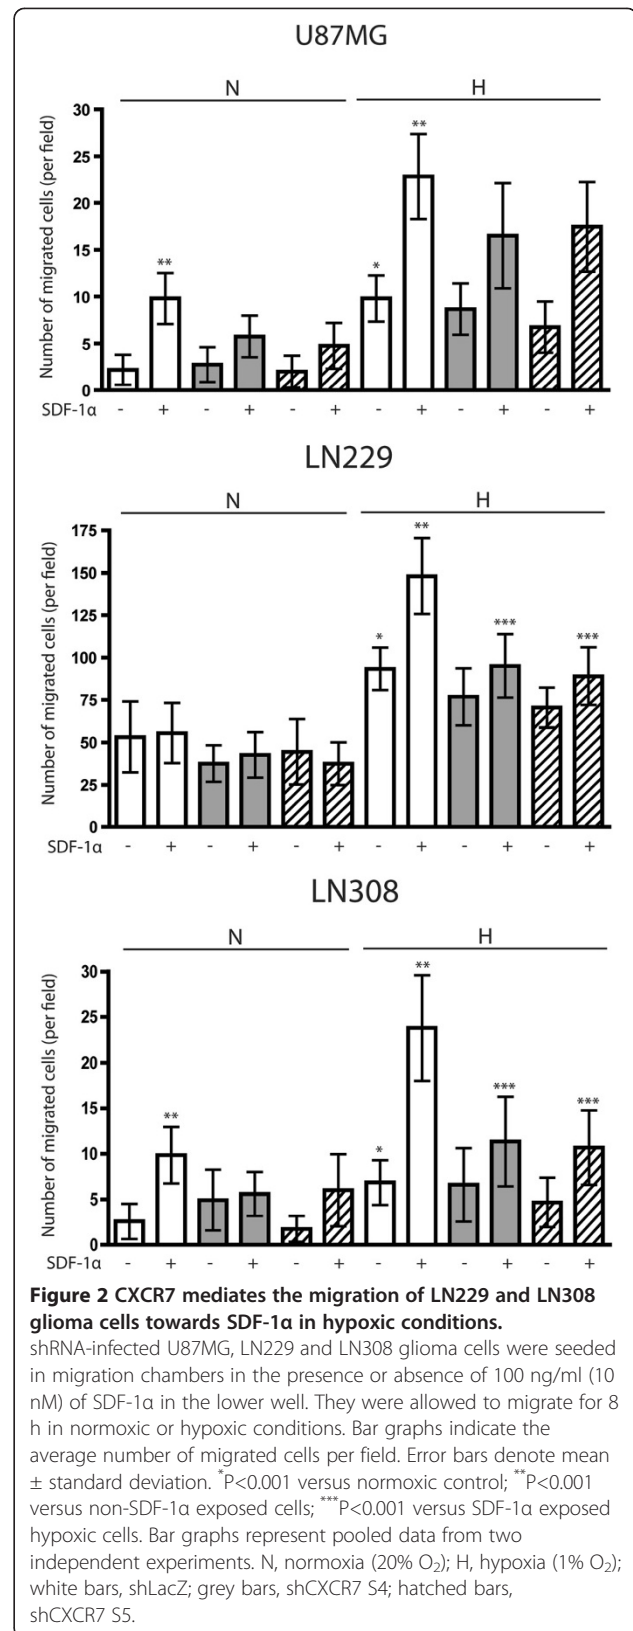 U87MG
N H
Number of migrated cells (per field)
30
25
20
15
10
5
0
** * **
SDF-1α - + - + - + - + - + - +
LN229
N H
Number of migrated cells (per field)
175
150
125
100
75
50
25
0
* ** *** ***
SDF-1α - + - + - + - + - + - +
LN308
N H
Number of migrated cells (per field)
30
25
20
15
10
5
0
** * ** *** ***
SDF-1α - + - + - + - + - + - +
Figure 2 CXCR7 mediates the migration of LN229 and LN308
glioma cells towards SDF-1α in hypoxic conditions.
shRNA-infected U87MG, LN229 and LN308 glioma cells were seeded
in migration chambers in the presence or absence of 100 ng/ml (10
nM) of SDF-1α in the lower well. They were allowed to migrate for 8
h in normoxic or hypoxic conditions. Bar graphs indicate the
average number of migrated cells per field. Error bars denote mean
± standard deviation. *P<0.001 versus normoxic control; **P<0.001
versus non-SDF-1α exposed cells; ***P<0.001 versus SDF-1α exposed
hypoxic cells. Bar graphs represent pooled data from two
independent experiments. N, normoxia (20% O₂); H, hypoxia (1% O₂);
white bars, shLacZ; grey bars, shCXCR7 S4; hatched bars,
shCXCR7 S5.